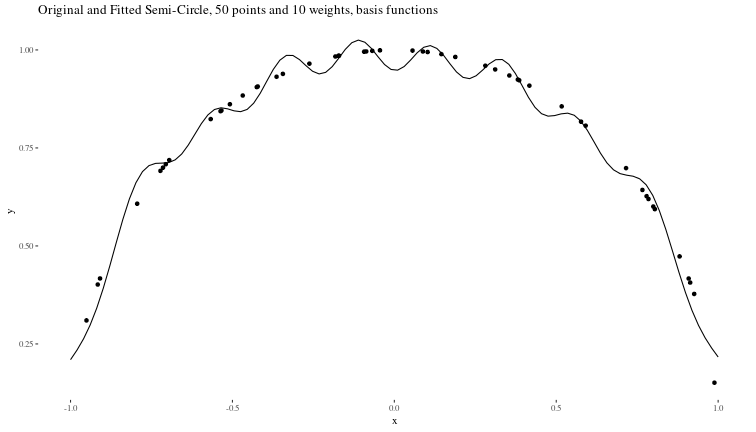 Original and Fitted Semi-Circle, 50 points and 10 weights, basis functions
1.00
0.75
y
0.50
0.25
-1.0 -0.5 0.0 0.5 1.0
x